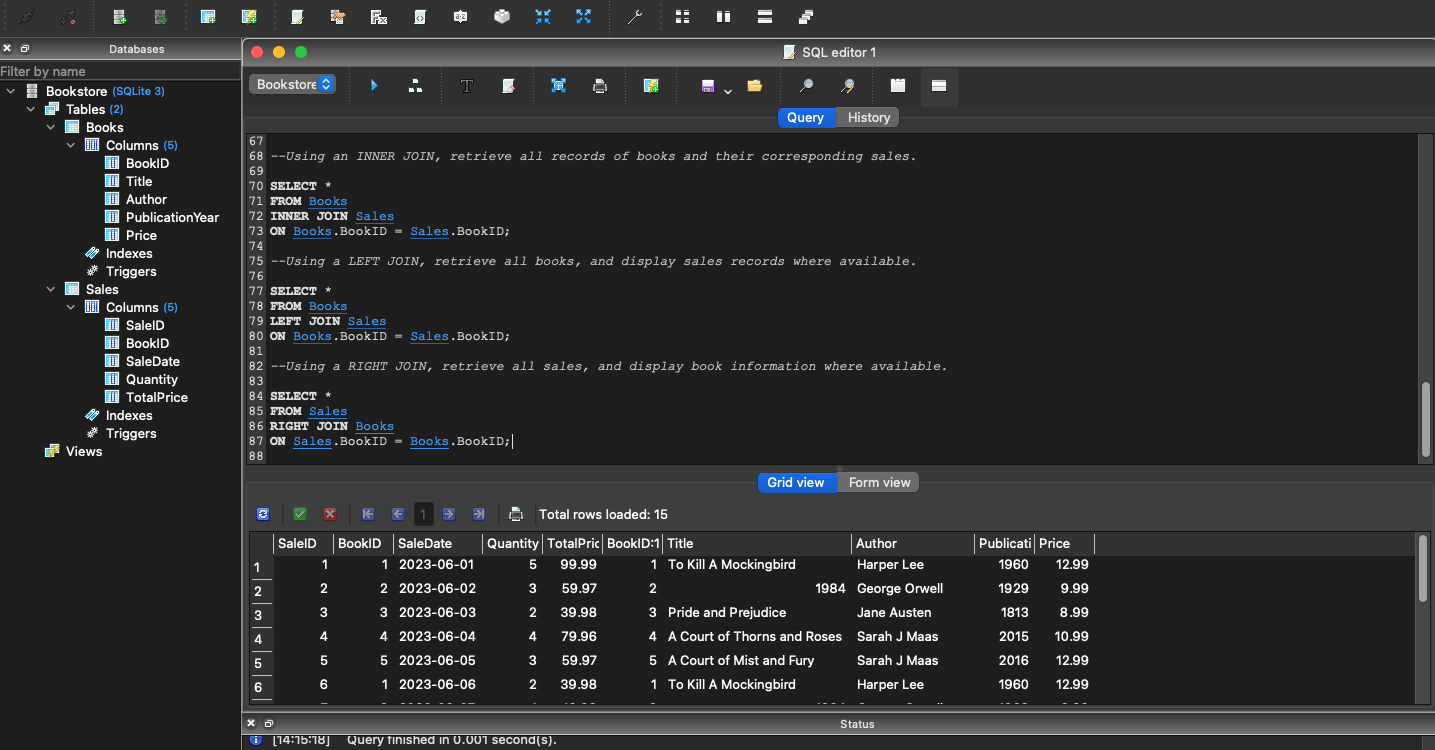 Databases
SQL editor 1
Filter by name
Bookstore (SQLite 3)
Tables (2)
Books
Columns (5)
BookID
Title
Author
PublicationYear
Price
Indexes
Triggers
Sales
Columns (5)
SaleID
BookID
SaleDate
Quantity
TotalPrice
Indexes
Triggers
Views
Bookstore
Query History
67
68 --Using an INNER JOIN, retrieve all records of books and their corresponding sales.
69
70 SELECT *
71 FROM Books
72 INNER JOIN Sales
73 ON Books.BookID = Sales.BookID;
74
75 --Using a LEFT JOIN, retrieve all books, and display sales records where available.
76
77 SELECT *
78 FROM Books
79 LEFT JOIN Sales
80 ON Books.BookID = Sales.BookID;
81
82 --Using a RIGHT JOIN, retrieve all sales, and display book information where available.
83
84 SELECT *
85 FROM Sales
86 RIGHT JOIN Books
87 ON Sales.BookID = Books.BookID;
88
Grid view Form view
1 Total rows loaded: 15
SaleID BookID SaleDate Quantity TotalPric BookID:1 Title Author Publicati Price
1 1 1 2023-06-01 5 99.99 1 To Kill A Mockingbird Harper Lee 1960 12.99
2 2 2 2023-06-02 3 59.97 2 1984 George Orwell 1929 9.99
3 3 3 2023-06-03 2 39.98 3 Pride and Prejudice Jane Austen 1813 8.99
4 4 4 2023-06-04 4 79.96 4 A Court of Thorns and Roses Sarah J Maas 2015 10.99
5 5 5 2023-06-05 3 59.97 5 A Court of Mist and Fury Sarah J Maas 2016 12.99
6 6 1 2023-06-06 2 39.98 1 To Kill A Mockingbird Harper Lee 1960 12.99
Status
[14:15:18] Query finished in 0.001 second(s).